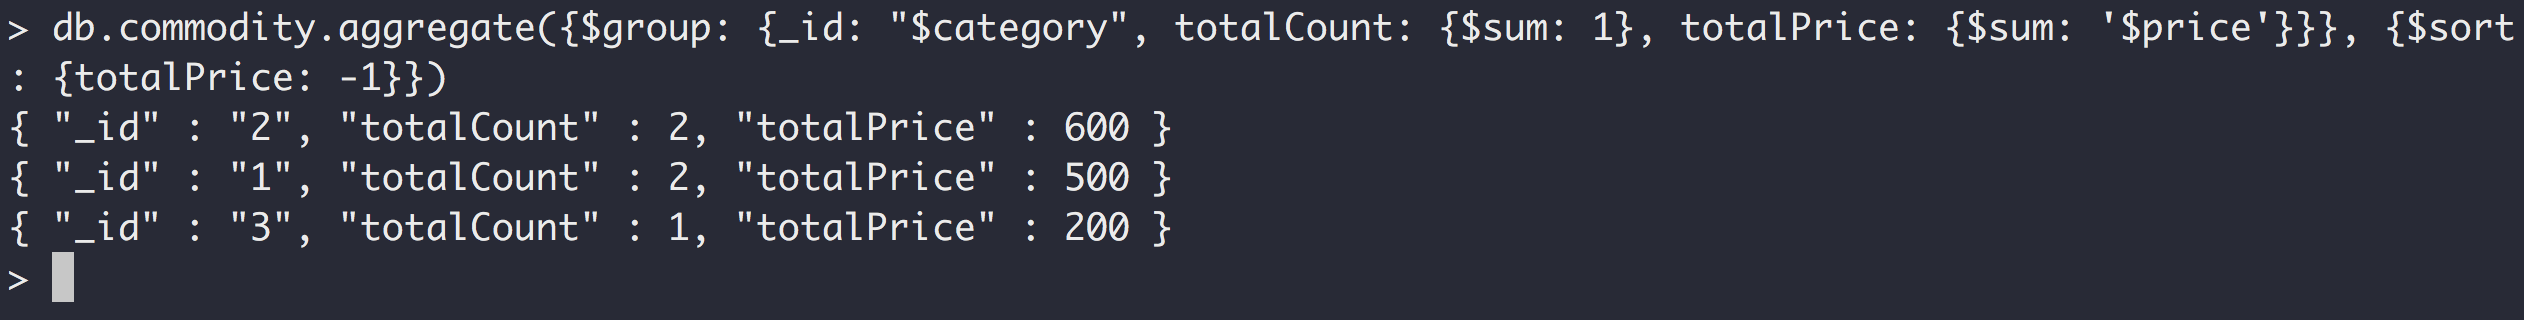 > db.commodity.aggregate({$group: {_id: "$category", totalCount: {$sum: 1}, totalPrice: {$sum: '$price'}}}, {$sort
: {totalPrice: -1}})
{ "_id" : "2", "totalCount" : 2, "totalPrice" : 600 }
{ "_id" : "1", "totalCount" : 2, "totalPrice" : 500 }
{ "_id" : "3", "totalCount" : 1, "totalPrice" : 200 }
>